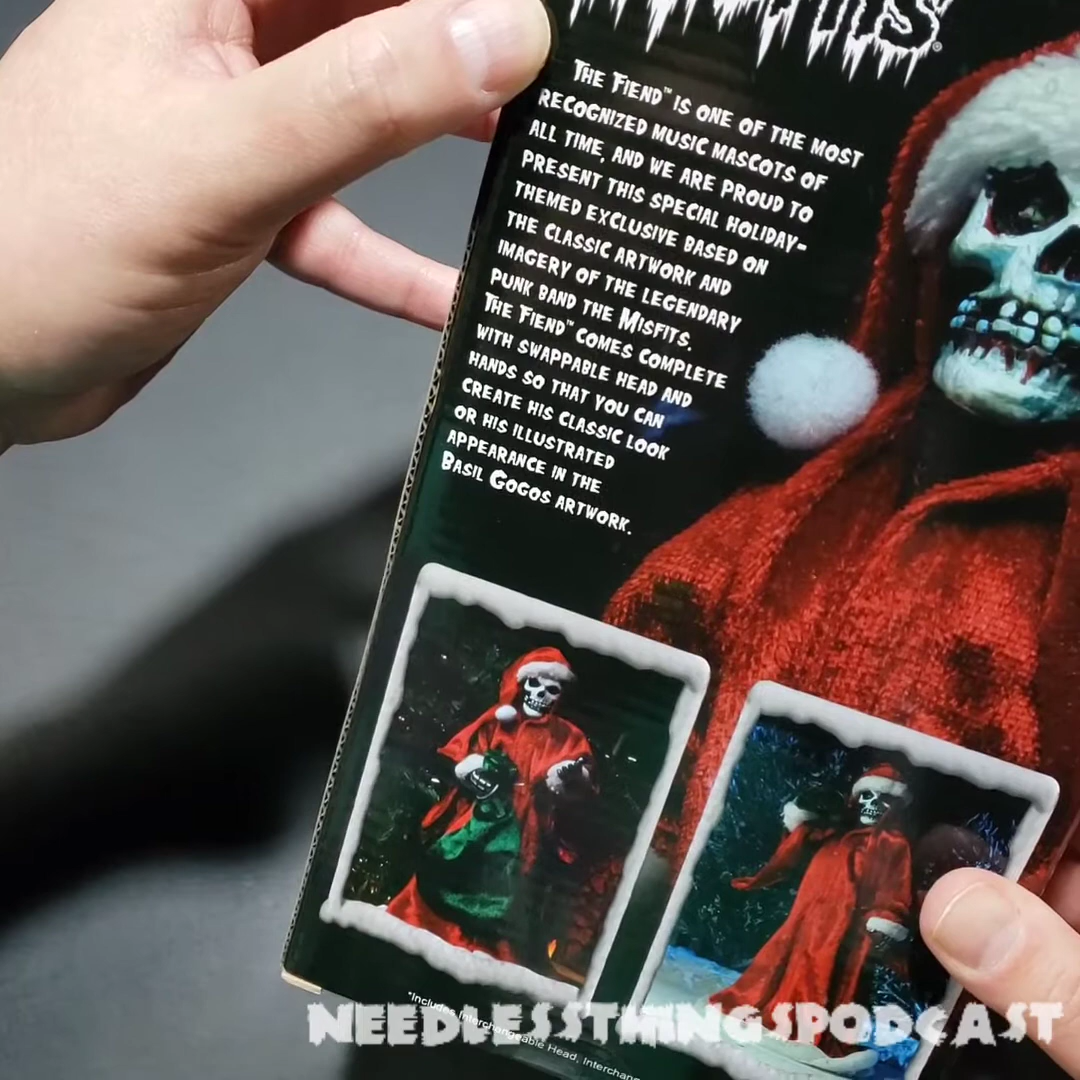 The Fiend™ is one of the most
recognized music mascots of
all time, and we are proud to
present this special holiday-
themed exclusive based on
the classic artwork and
imagery of the legendary
punk band the Misfits.
The Fiend™ comes complete
with swappable head and
hands so that you can
create his classic look
or his illustrated
appearance in the
Basil Gogos artwork.
*Includes Interchangeable Head,
NEEDLESSTHINGSPODCAST